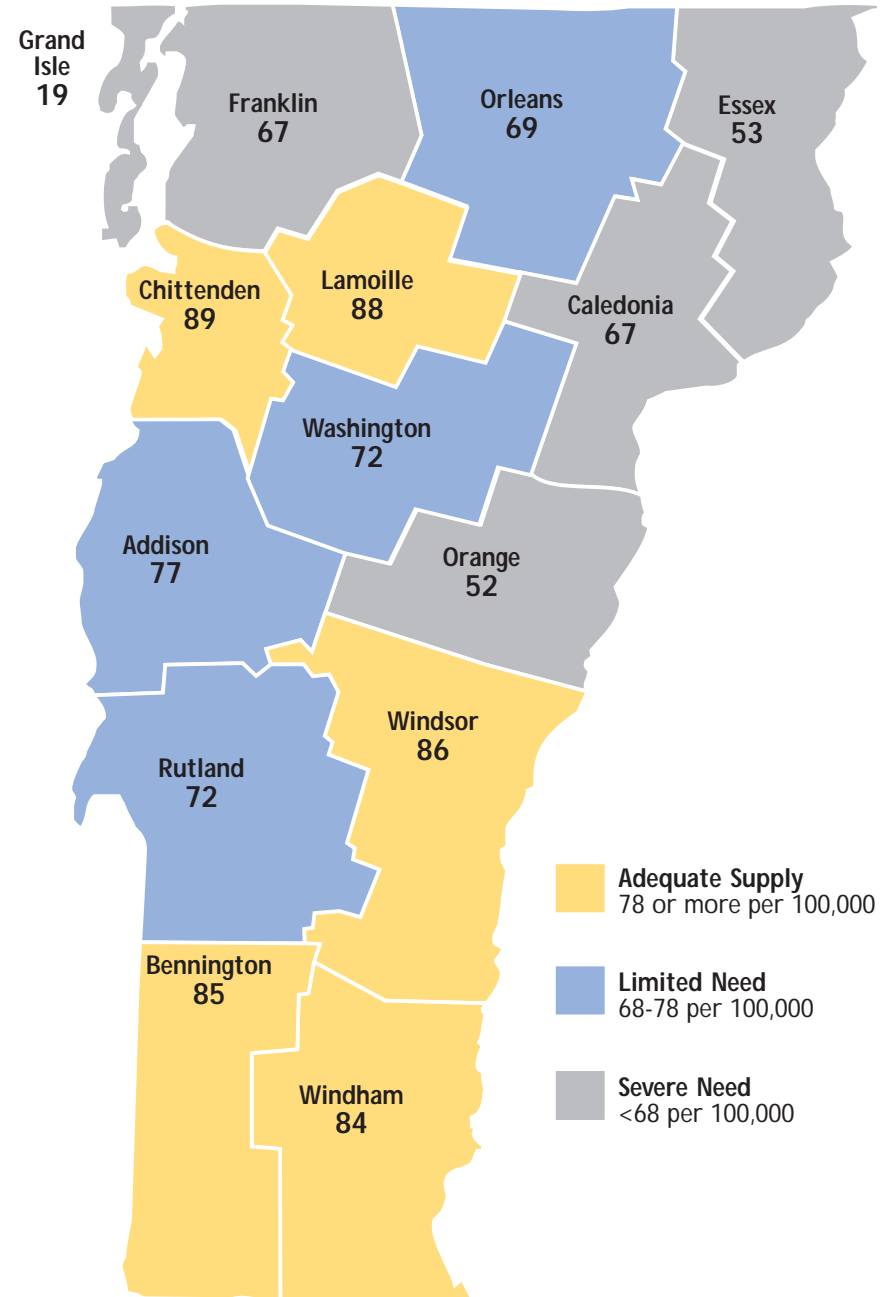 Grand
Isle
19
Franklin
67
Orleans
69
Essex
53
Chittenden
89
Lamoille
88
Caledonia
67
Washington
72
Addison
77
Orange
52
Windsor
86
Rutland
72
Adequate Supply
78 or more per 100,000
Limited Need
68-78 per 100,000
Severe Need
<68 per 100,000
Bennington
85
Windham
84